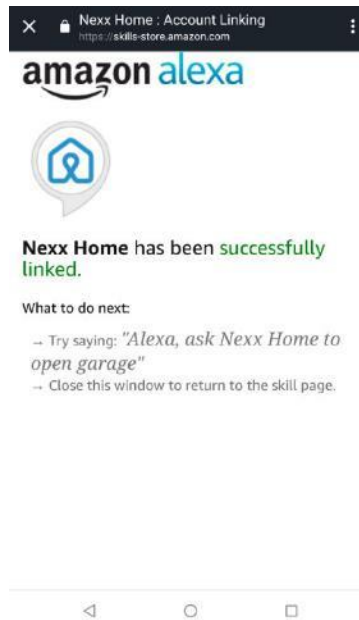 Nexx Home : Account Linking
https://skills-store.amazon.com
amazon alexa
Nexx Home has been successfully
linked.
What to do next:
→ Try saying: "Alexa, ask Nexx Home to
open garage"
→ Close this window to return to the skill page.